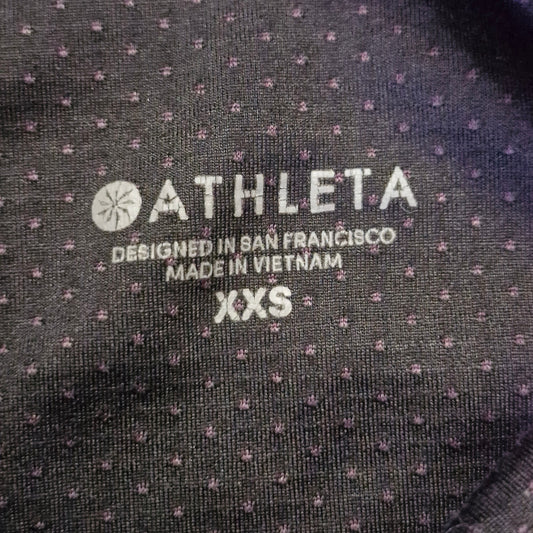 ATHLETA
DESIGNED IN SAN FRANCISCO
MADE IN VIETNAM
XXS